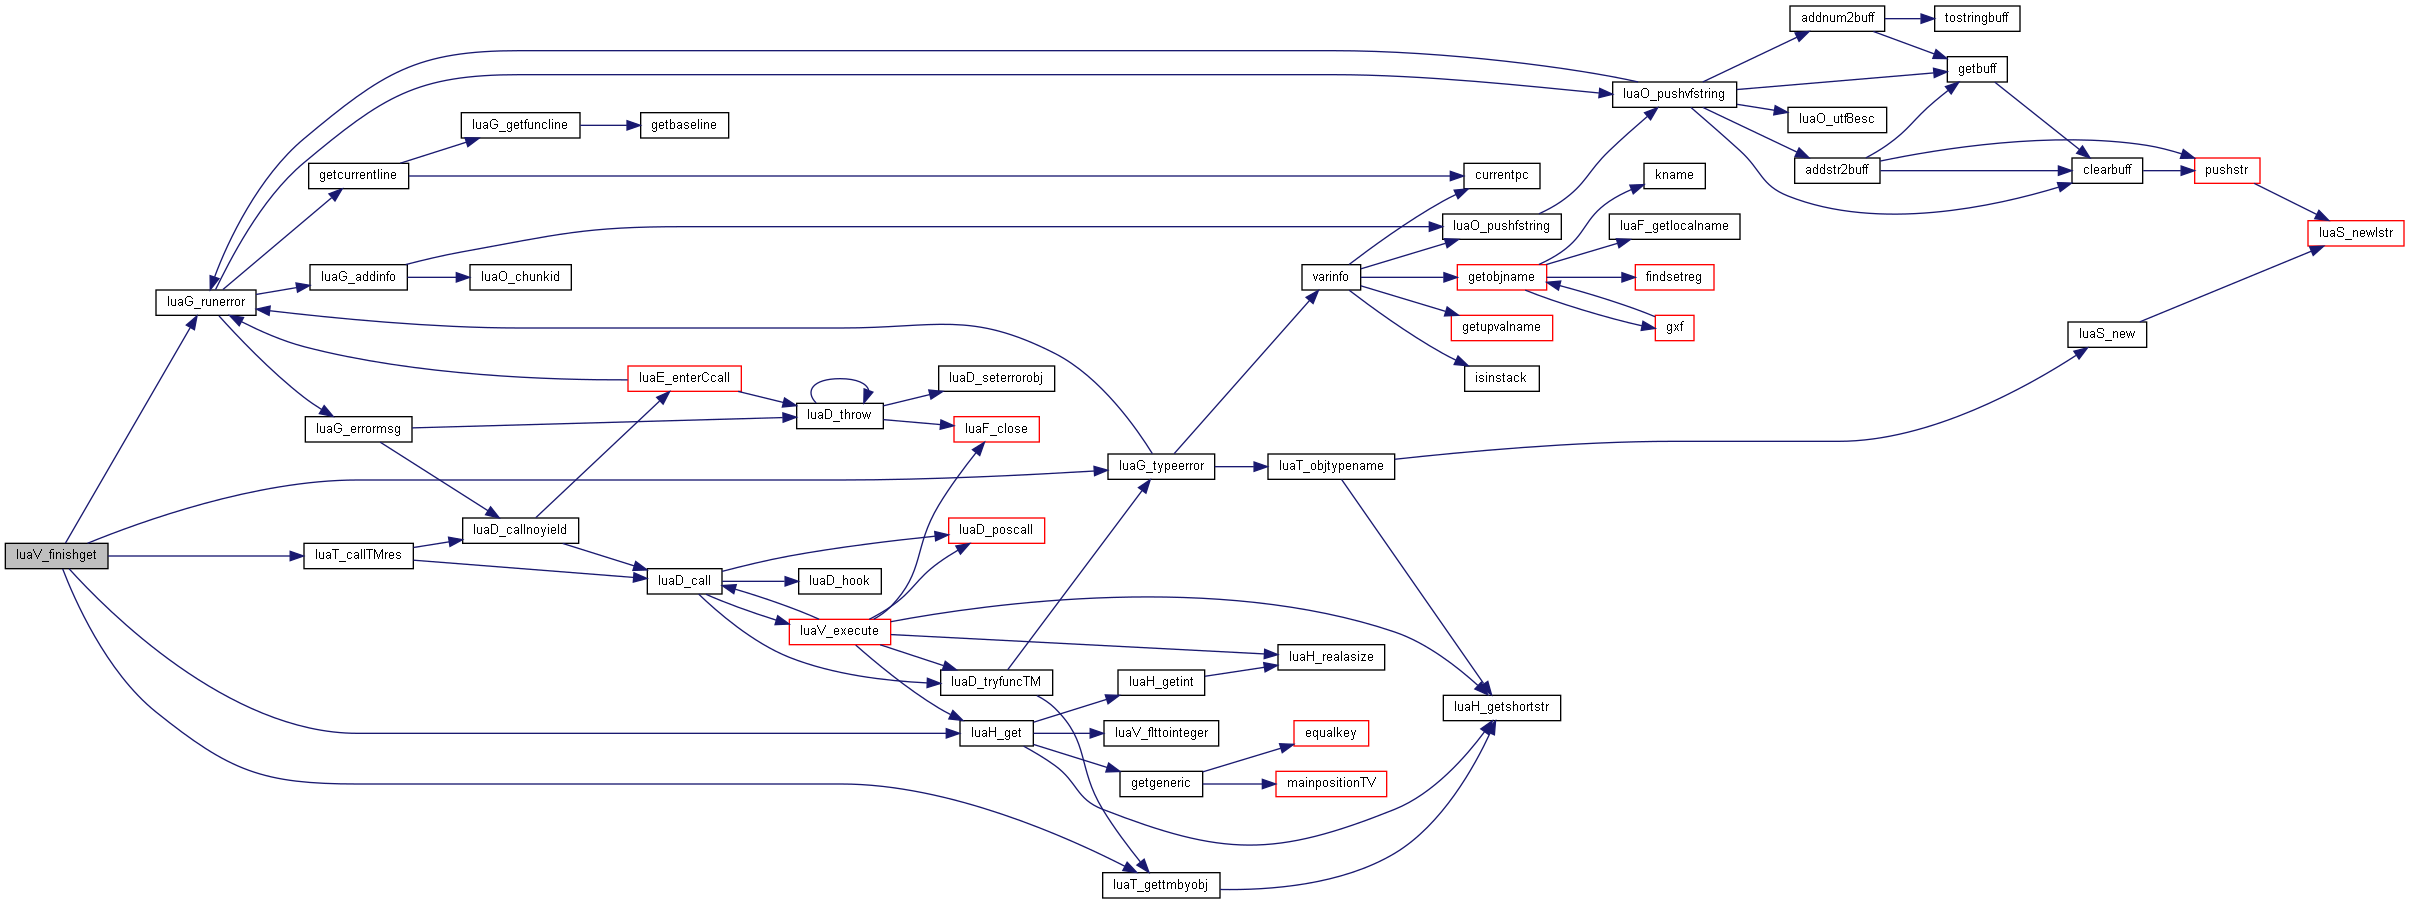 addnum2buff
tostringbuff
getbuff
luaO_pushvfstring
luaO_utf8esc
luaG_getfuncline
getbaseline
getcurrentline
currentpc
kname
addstr2buff
clearbuff
pushstr
luaO_pushfstring
luaF_getlocalname
luaS_newlstr
luaG_addinfo
luaO_chunkid
varinfo
getobjname
findsetreg
luaG_runerror
getupvalname
gxf
luaS_new
luaE_enterCcall
luaD_seterrorobj
isinstack
luaD_throw
luaG_errormsg
luaF_close
luaG_typeerror
luaT_objtypename
luaD_callnoyield
luaD_poscall
luaV_finishget
luaT_callTMres
luaD_call
luaD_hook
luaV_execute
luaH_realasize
luaD_tryfuncTM
luaH_getint
luaH_getshortstr
luaH_get
luaV_flttointeger
equalkey
getgeneric
mainpositionTV
luaT_gettmbyobj